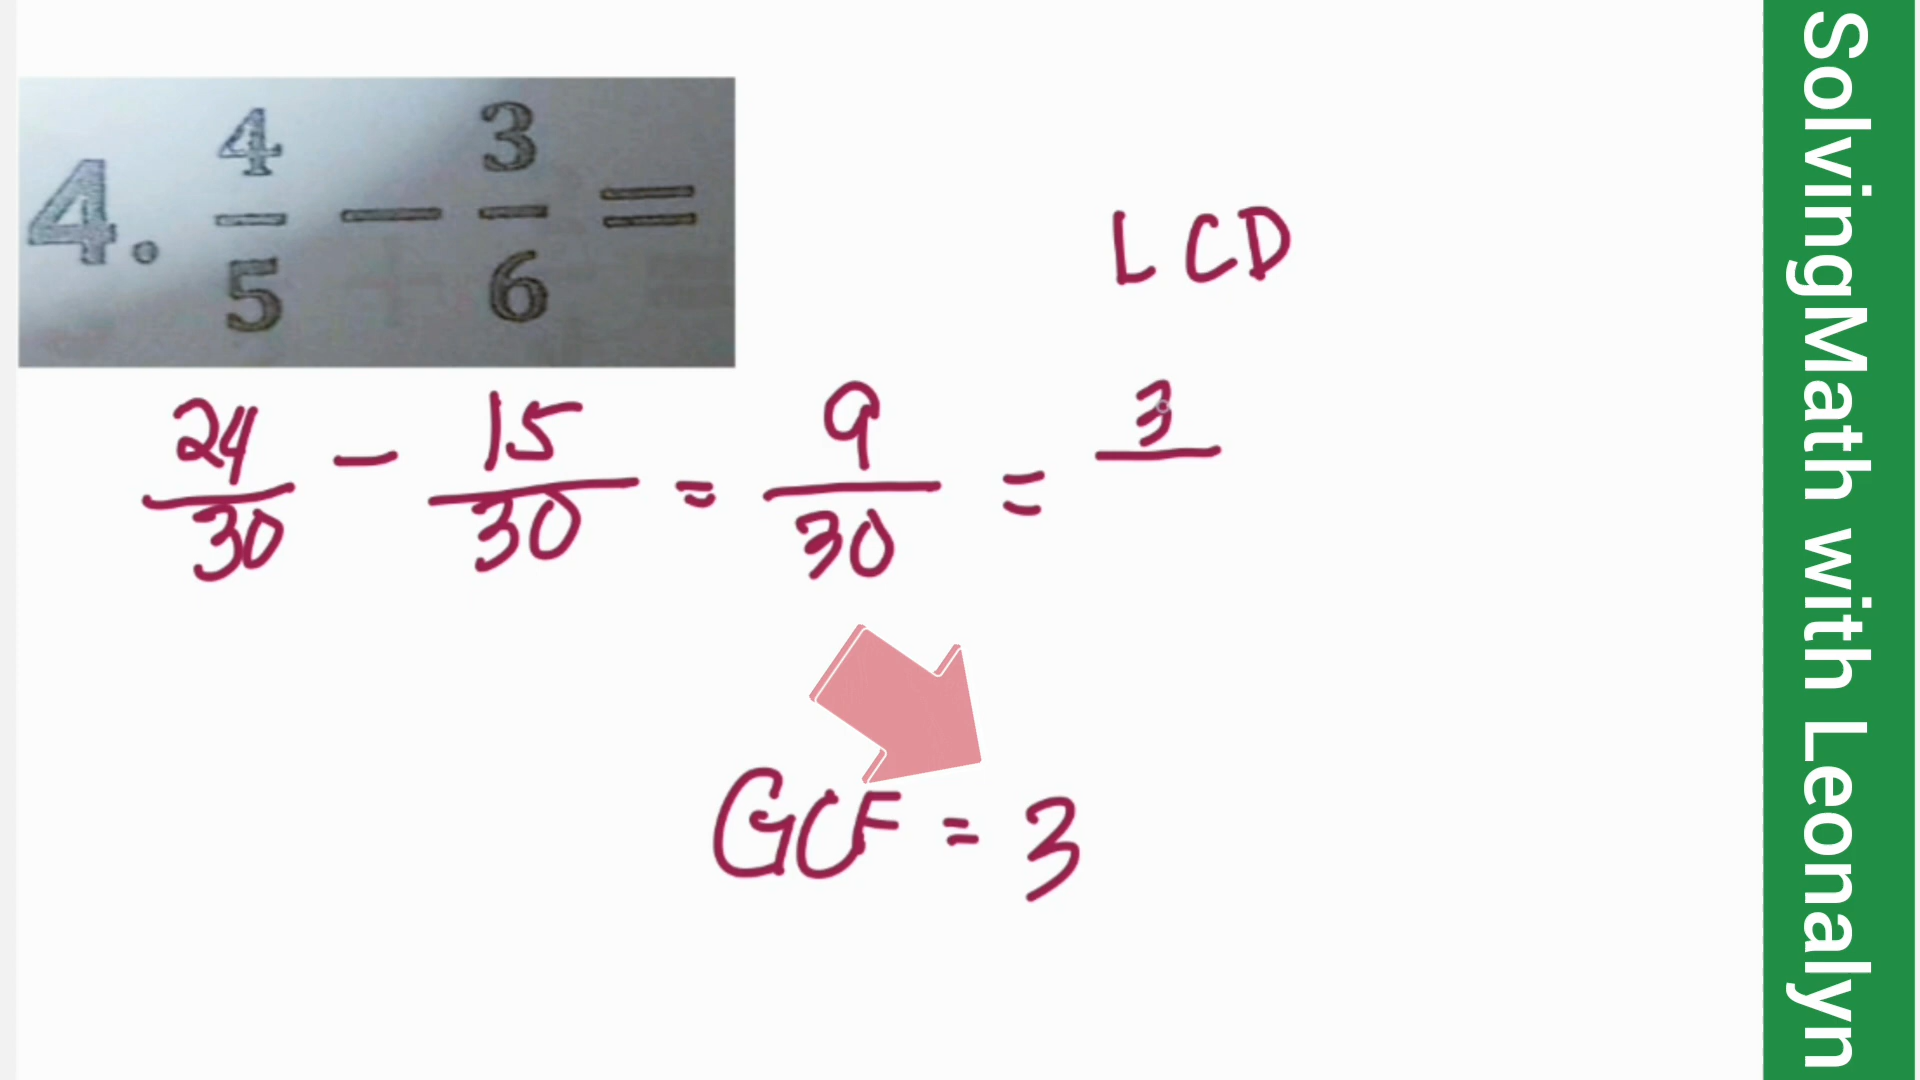 4. 4/5 − 3/6 =
LCD
24/30 − 15/30 = 9/30 = 3/
GCF = 3
SolvingMath with Leonalyn